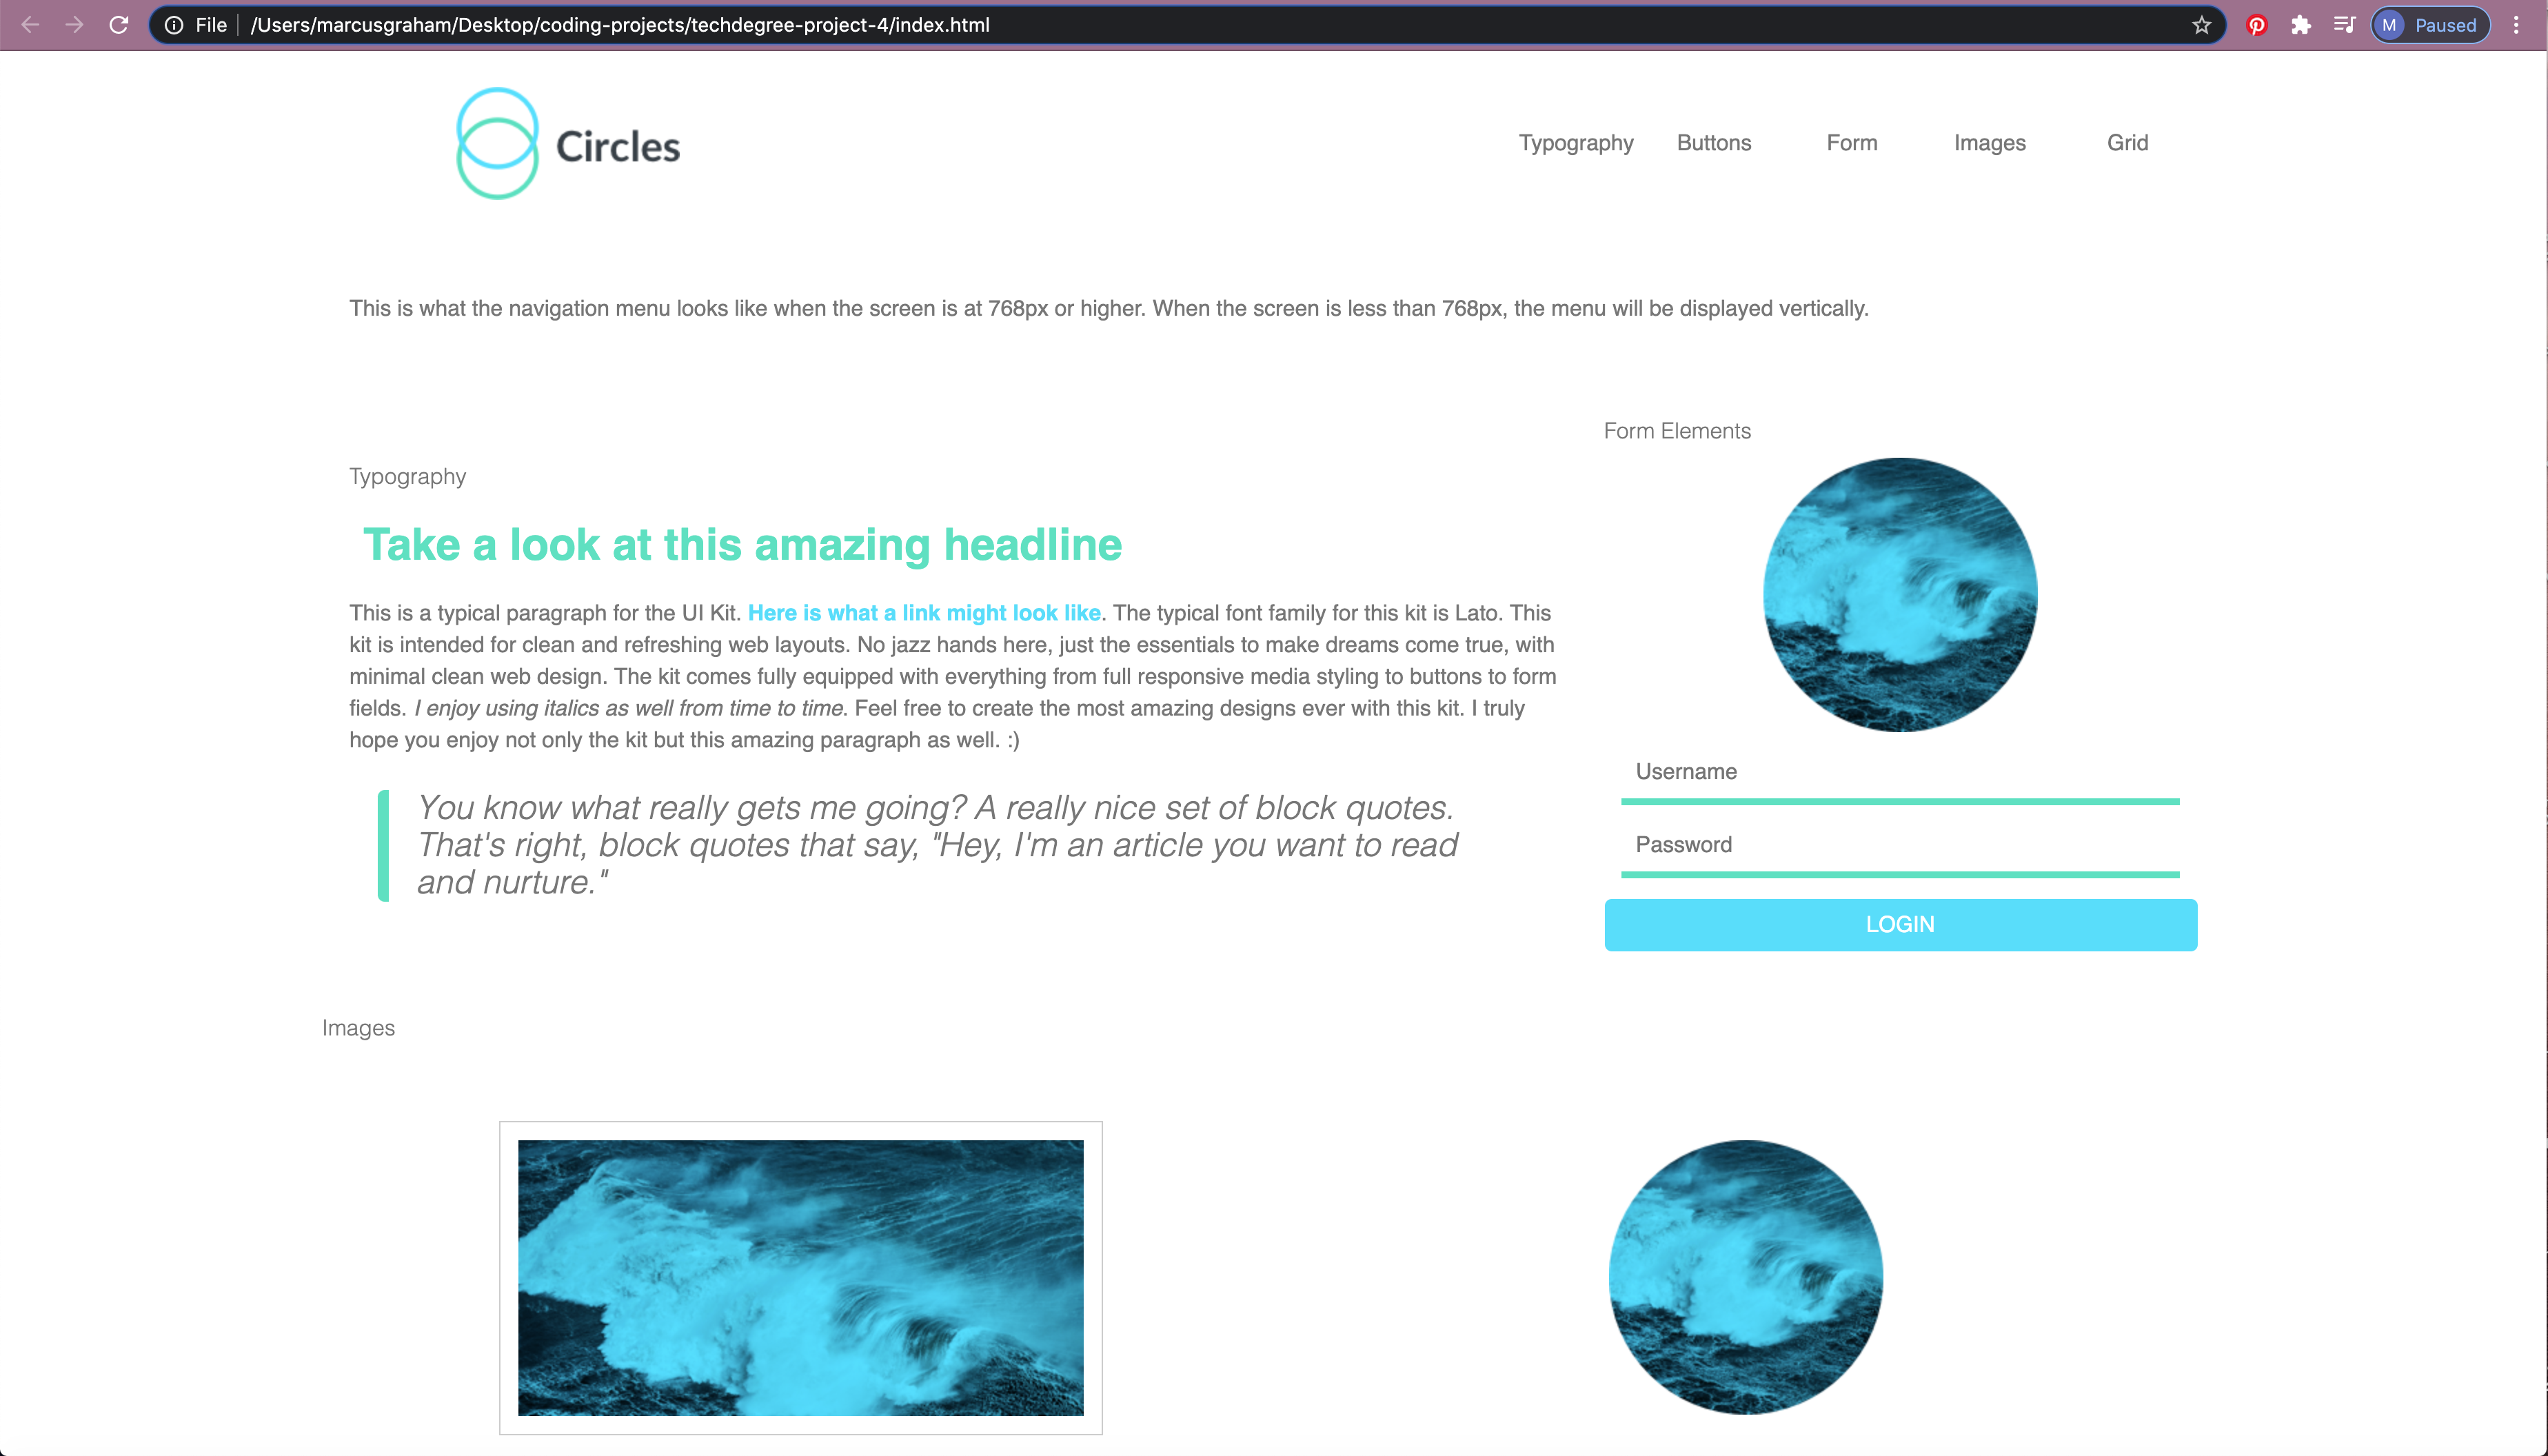 File
/Users/marcusgraham/Desktop/coding-projects/techdegree-project-4/index.html
M
Paused
Circles
Typography
Buttons
Form
Images
Grid
This is what the navigation menu looks like when the screen is at 768px or higher. When the screen is less than 768px, the menu will be displayed vertically.
Typography
Take a look at this amazing headline
This is a typical paragraph for the UI Kit. Here is what a link might look like. The typical font family for this kit is Lato. This
kit is intended for clean and refreshing web layouts. No jazz hands here, just the essentials to make dreams come true, with
minimal clean web design. The kit comes fully equipped with everything from full responsive media styling to buttons to form
fields. I enjoy using italics as well from time to time. Feel free to create the most amazing designs ever with this kit. I truly
hope you enjoy not only the kit but this amazing paragraph as well. :)
You know what really gets me going? A really nice set of block quotes.
That's right, block quotes that say, "Hey, I'm an article you want to read
and nurture."
Form Elements
Username
Password
LOGIN
Images